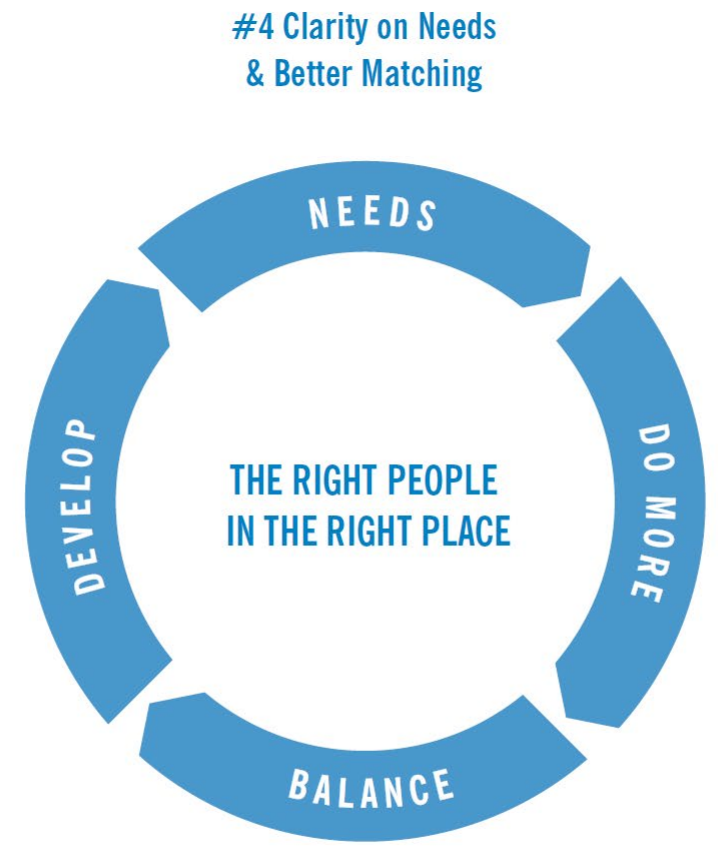 #4 Clarity on Needs
& Better Matching
NEEDS
DO MORE
BALANCE
DEVELOP
THE RIGHT PEOPLE
IN THE RIGHT PLACE